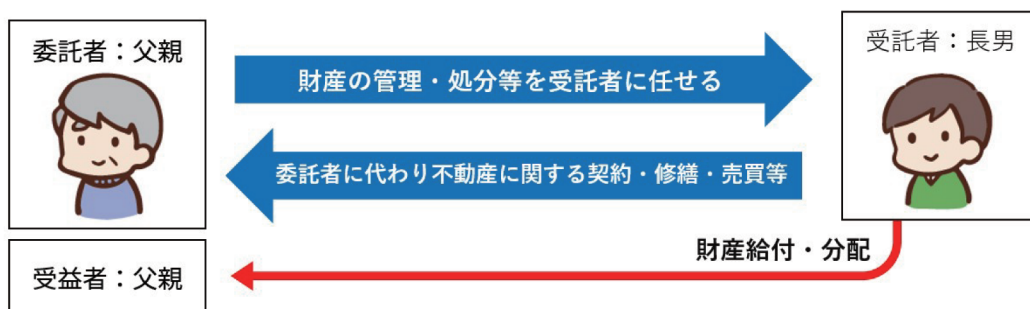 委託者：父親
財産の管理・処分等を受託者に任せる
受託者：長男
委託者に代わり不動産に関する契約・修繕・売買等
財産給付・分配
受益者：父親